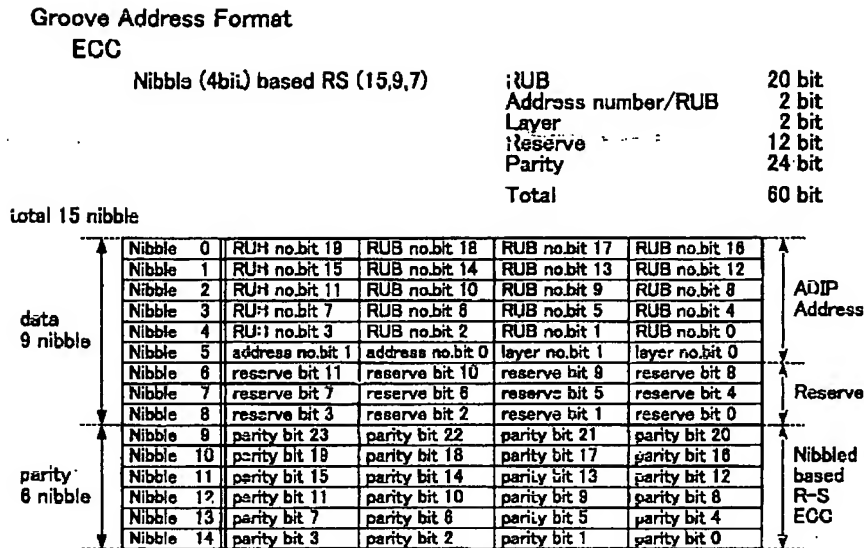 Groove Address Format
ECC
Nibble (4bit) based RS (15,9,7)
RUB 20 bit
Address number/RUB 2 bit
Layer 2 bit
Reserve 12 bit
Parity 24 bit
Total 60 bit
total 15 nibble
Nibble 0 RUB no.bit 19 RUB no.bit 18 RUB no.bit 17 RUB no.bit 16
Nibble 1 RUB no.bit 15 RUB no.bit 14 RUB no.bit 13 RUB no.bit 12
Nibble 2 RUB no.bit 11 RUB no.bit 10 RUB no.bit 9 RUB no.bit 8
Nibble 3 RUB no.bit 7 RUB no.bit 6 RUB no.bit 5 RUB no.bit 4
Nibble 4 RUB no.bit 3 RUB no.bit 2 RUB no.bit 1 RUB no.bit 0
Nibble 5 address no.bit 1 address no.bit 0 layer no.bit 1 layer no.bit 0
Nibble 6 reserve bit 11 reserve bit 10 reserve bit 9 reserve bit 8
Nibble 7 reserve bit 7 reserve bit 6 reserve bit 5 reserve bit 4
Nibble 8 reserve bit 3 reserve bit 2 reserve bit 1 reserve bit 0
Nibble 9 parity bit 23 parity bit 22 parity bit 21 parity bit 20
Nibble 10 parity bit 19 parity bit 18 parity bit 17 parity bit 16
Nibble 11 parity bit 15 parity bit 14 parity bit 13 parity bit 12
Nibble 12 parity bit 11 parity bit 10 parity bit 9 parity bit 8
Nibble 13 parity bit 7 parity bit 6 parity bit 5 parity bit 4
Nibble 14 parity bit 3 parity bit 2 parity bit 1 parity bit 0
data
9 nibble
parity
6 nibble
ADIP
Address
Reserve
Nibbled
based
R-S
ECC